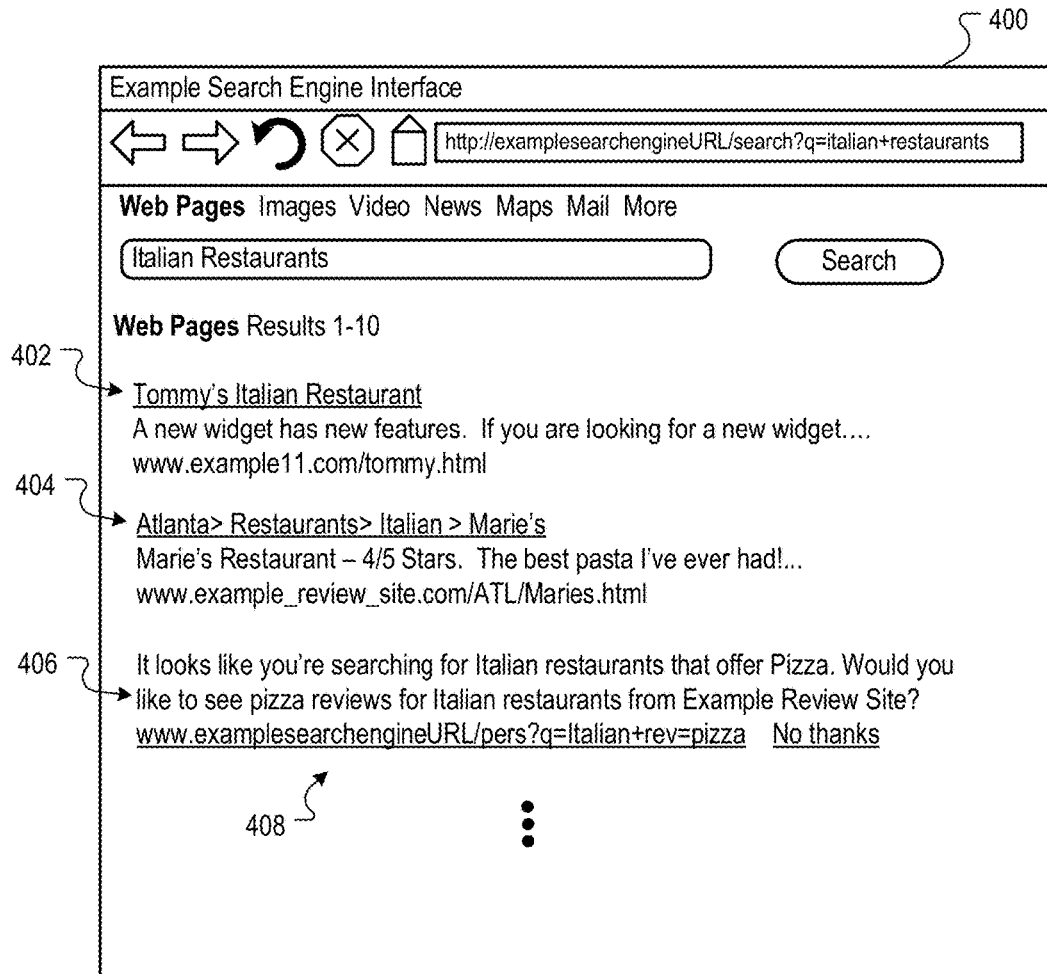 400
Example Search Engine Interface
http://examplesearchengineURL/search?q=italian+restaurants
Web Pages Images Video News Maps Mail More
Italian Restaurants Search
Web Pages Results 1-10
402
Tommy's Italian Restaurant
A new widget has new features. If you are looking for a new widget....
www.example11.com/tommy.html
404
Atlanta> Restaurants> Italian > Marie's
Marie's Restaurant – 4/5 Stars. The best pasta I've ever had!...
www.example_review_site.com/ATL/Maries.html
406
It looks like you're searching for Italian restaurants that offer Pizza. Would you
like to see pizza reviews for Italian restaurants from Example Review Site?
www.examplesearchengineURL/pers?q=Italian+rev=pizza No thanks
408